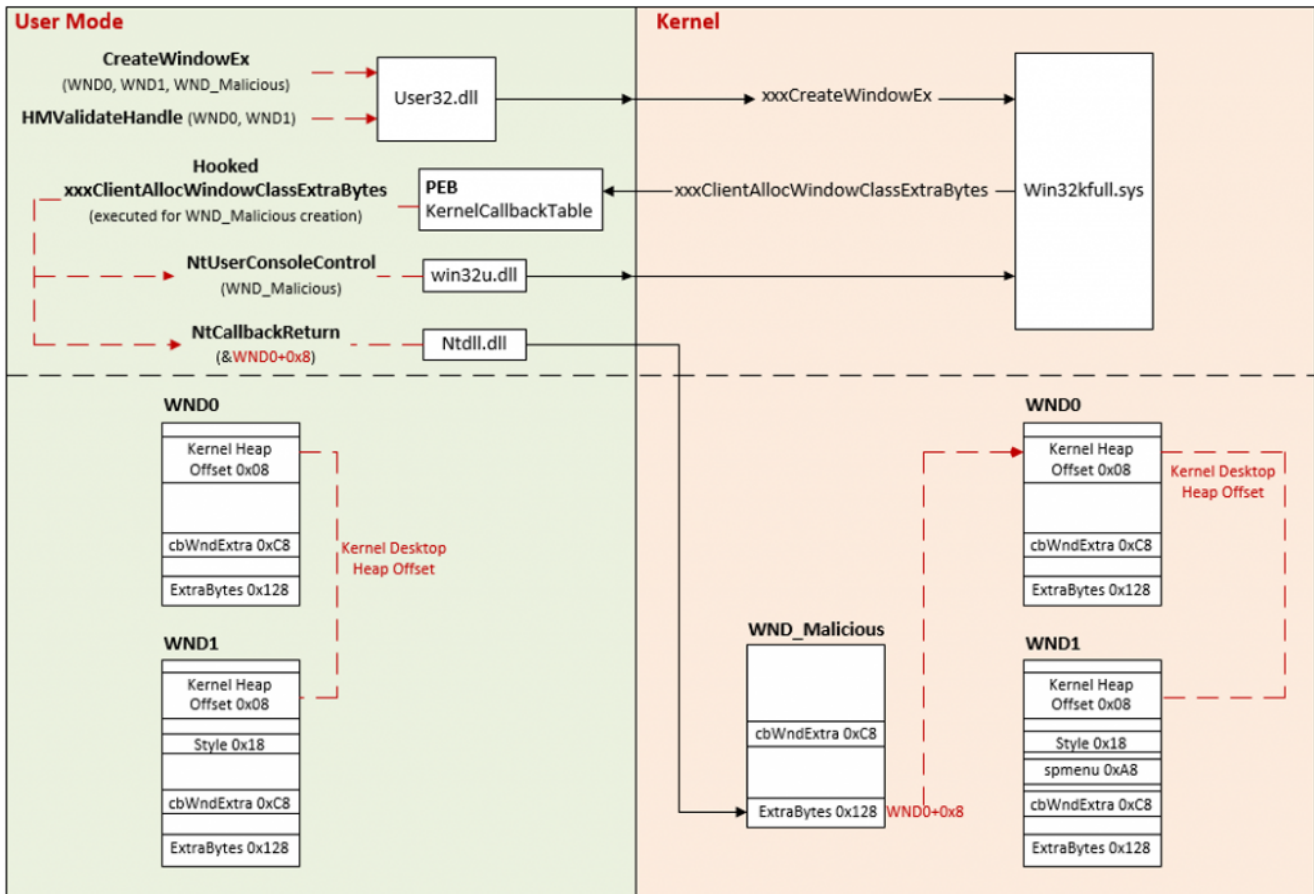 User Mode
Kernel
CreateWindowEx
(WND0, WND1, WND_Malicious)
HMValidateHandle (WND0, WND1)
User32.dll
xxxCreateWindowEx
Hooked
xxxClientAllocWindowClassExtraBytes
(executed for WND_Malicious creation)
PEB
KernelCallbackTable
xxxClientAllocWindowClassExtraBytes
Win32kfull.sys
NtUserConsoleControl
(WND_Malicious)
win32u.dll
NtCallbackReturn
(&WND0+0x8)
Ntdll.dll
WND0
Kernel Heap
Offset 0x08
cbWndExtra 0xC8
ExtraBytes 0x128
Kernel Desktop
Heap Offset
WND1
Kernel Heap
Offset 0x08
Style 0x18
cbWndExtra 0xC8
ExtraBytes 0x128
WND_Malicious
cbWndExtra 0xC8
ExtraBytes 0x128
WND0+0x8
WND0
Kernel Heap
Offset 0x08
cbWndExtra 0xC8
ExtraBytes 0x128
Kernel Desktop
Heap Offset
WND1
Kernel Heap
Offset 0x08
Style 0x18
spmenu 0xA8
cbWndExtra 0xC8
ExtraBytes 0x128